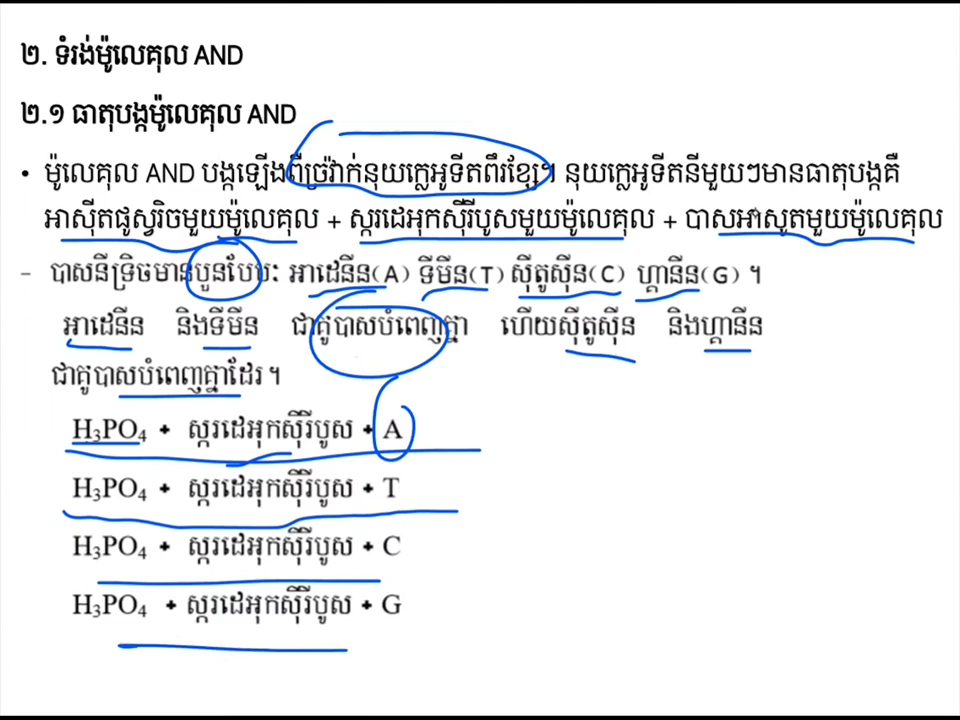 ២. ទំរង់ម៉ូលេគុល AND
២.១ ធាតុបង្កម៉ូលេគុល AND
• ម៉ូលេគុល AND បង្កឡើងពីច្រវ៉ាក់នុយក្លេអូទីតពីរខ្សែ។ នុយក្លេអូទីតនីមួយៗមានធាតុបង្កគឺ
អាស៊ីតផូស្វរិចមួយម៉ូលេគុល + ស្ករដេអុកស៊ីរីបូសមួយម៉ូលេគុល + បាសអាសូតមួយម៉ូលេគុល
- បាសនីទ្រិចមានបួនបែបៈ អាដេនីន(A) ទីមីន(T) ស៊ីតូស៊ីន(C) ហ្គានីន(G) ។
អាដេនីន និងទីមីន ជាគូបាសបំពេញគ្នា ហើយស៊ីតូស៊ីន និងហ្គានីន
ជាគូបាសបំពេញគ្នាដែរ ។
H₃PO₄ + ស្ករដេអុកស៊ីរីបូស + A
H₃PO₄ + ស្ករដេអុកស៊ីរីបូស + T
H₃PO₄ + ស្ករដេអុកស៊ីរីបូស + C
H₃PO₄ + ស្ករដេអុកស៊ីរីបូស + G